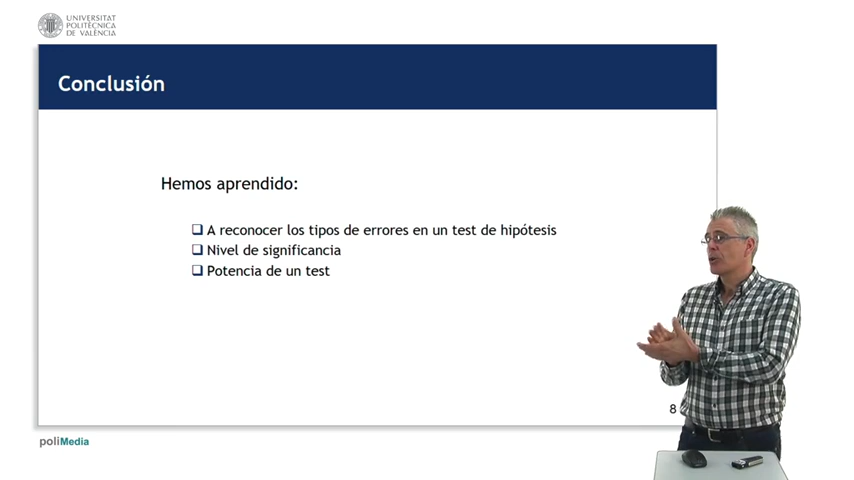 UNIVERSITAT
POLITÈCNICA
DE VALÈNCIA
Conclusión
Hemos aprendido:
A reconocer los tipos de errores en un test de hipótesis
Nivel de significancia
Potencia de un test
8
poliMedia